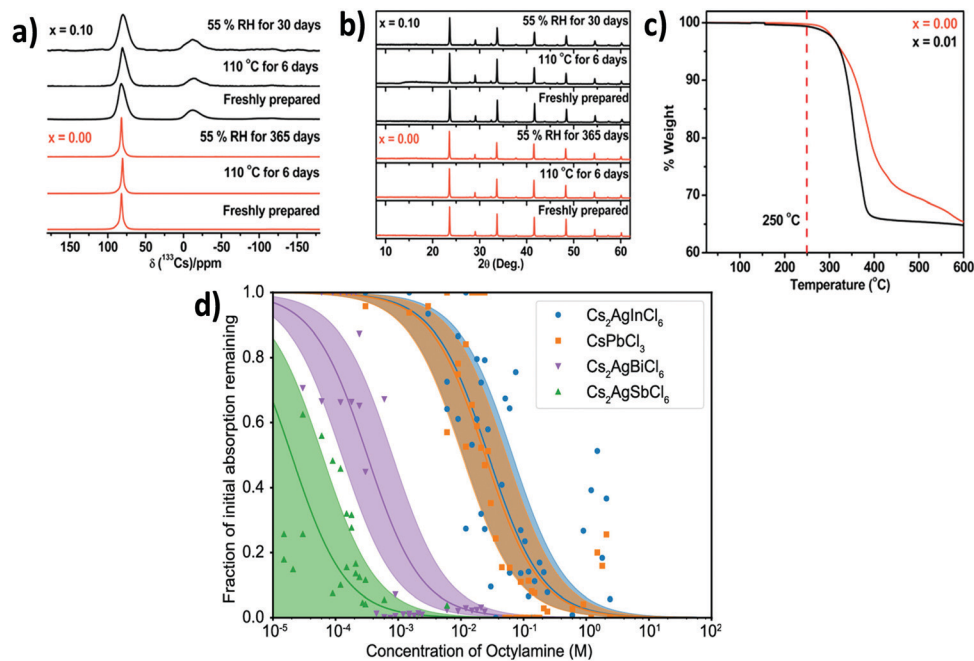 a)
x = 0.10
55 % RH for 30 days
110 °C for 6 days
Freshly prepared
x = 0.00
55 % RH for 365 days
110 °C for 6 days
Freshly prepared
175 150 100 50 0 -50 -100 -150
δ (¹³³Cs)/ppm
b)
x = 0.10
55 % RH for 30 days
110 °C for 6 days
Freshly prepared
x = 0.00
55 % RH for 365 days
110 °C for 6 days
Freshly prepared
10 20 30 40 50 60
2θ (Deg.)
c)
x = 0.00
x = 0.01
% Weight
100
90
80
70
60
250 °C
0 100 200 300 400 500 600
Temperature (°C)
d)
Fraction of initial absorption remaining
1.0
0.8
0.6
0.4
0.2
0.0
Cs₂AgInCl₆
CsPbCl₃
Cs₂AgBiCl₆
Cs₂AgSbCl₆
10⁻⁵ 10⁻⁴ 10⁻³ 10⁻² 10⁻¹ 10⁰ 10¹ 10²
Concentration of Octylamine (M)